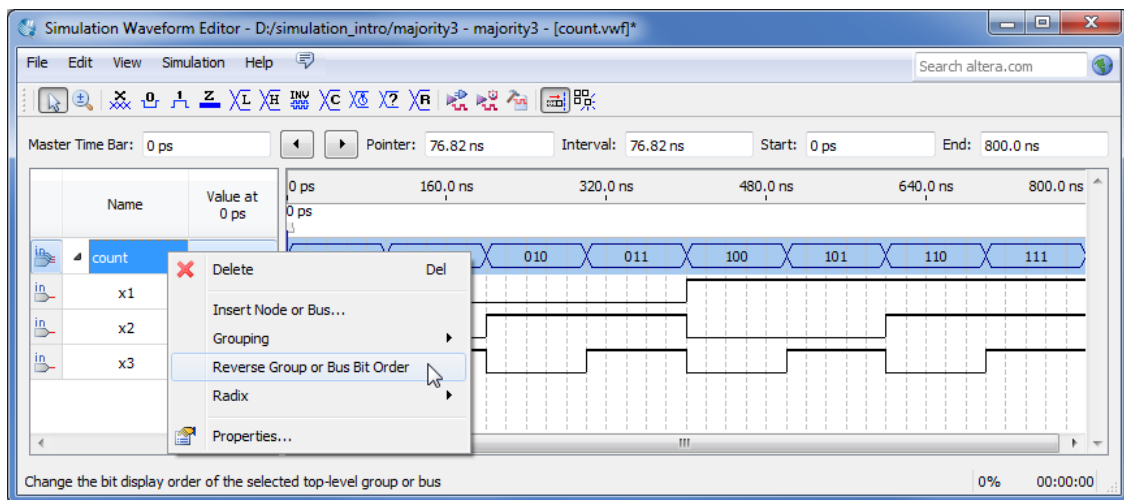 Simulation Waveform Editor - D:/simulation_intro/majority3 - majority3 - [count.vwf]*
File Edit View Simulation Help Search altera.com
Master Time Bar: 0 ps Pointer: 76.82 ns Interval: 76.82 ns Start: 0 ps End: 800.0 ns
Name Value at 0 ps 0 ps 160.0 ns 320.0 ns 480.0 ns 640.0 ns 800.0 ns
0 ps
in count 010 011 100 101 110 111
Delete Del
in x1
Insert Node or Bus...
in x2
Grouping
in x3
Reverse Group or Bus Bit Order
Radix
Properties...
Change the bit display order of the selected top-level group or bus 0% 00:00:00